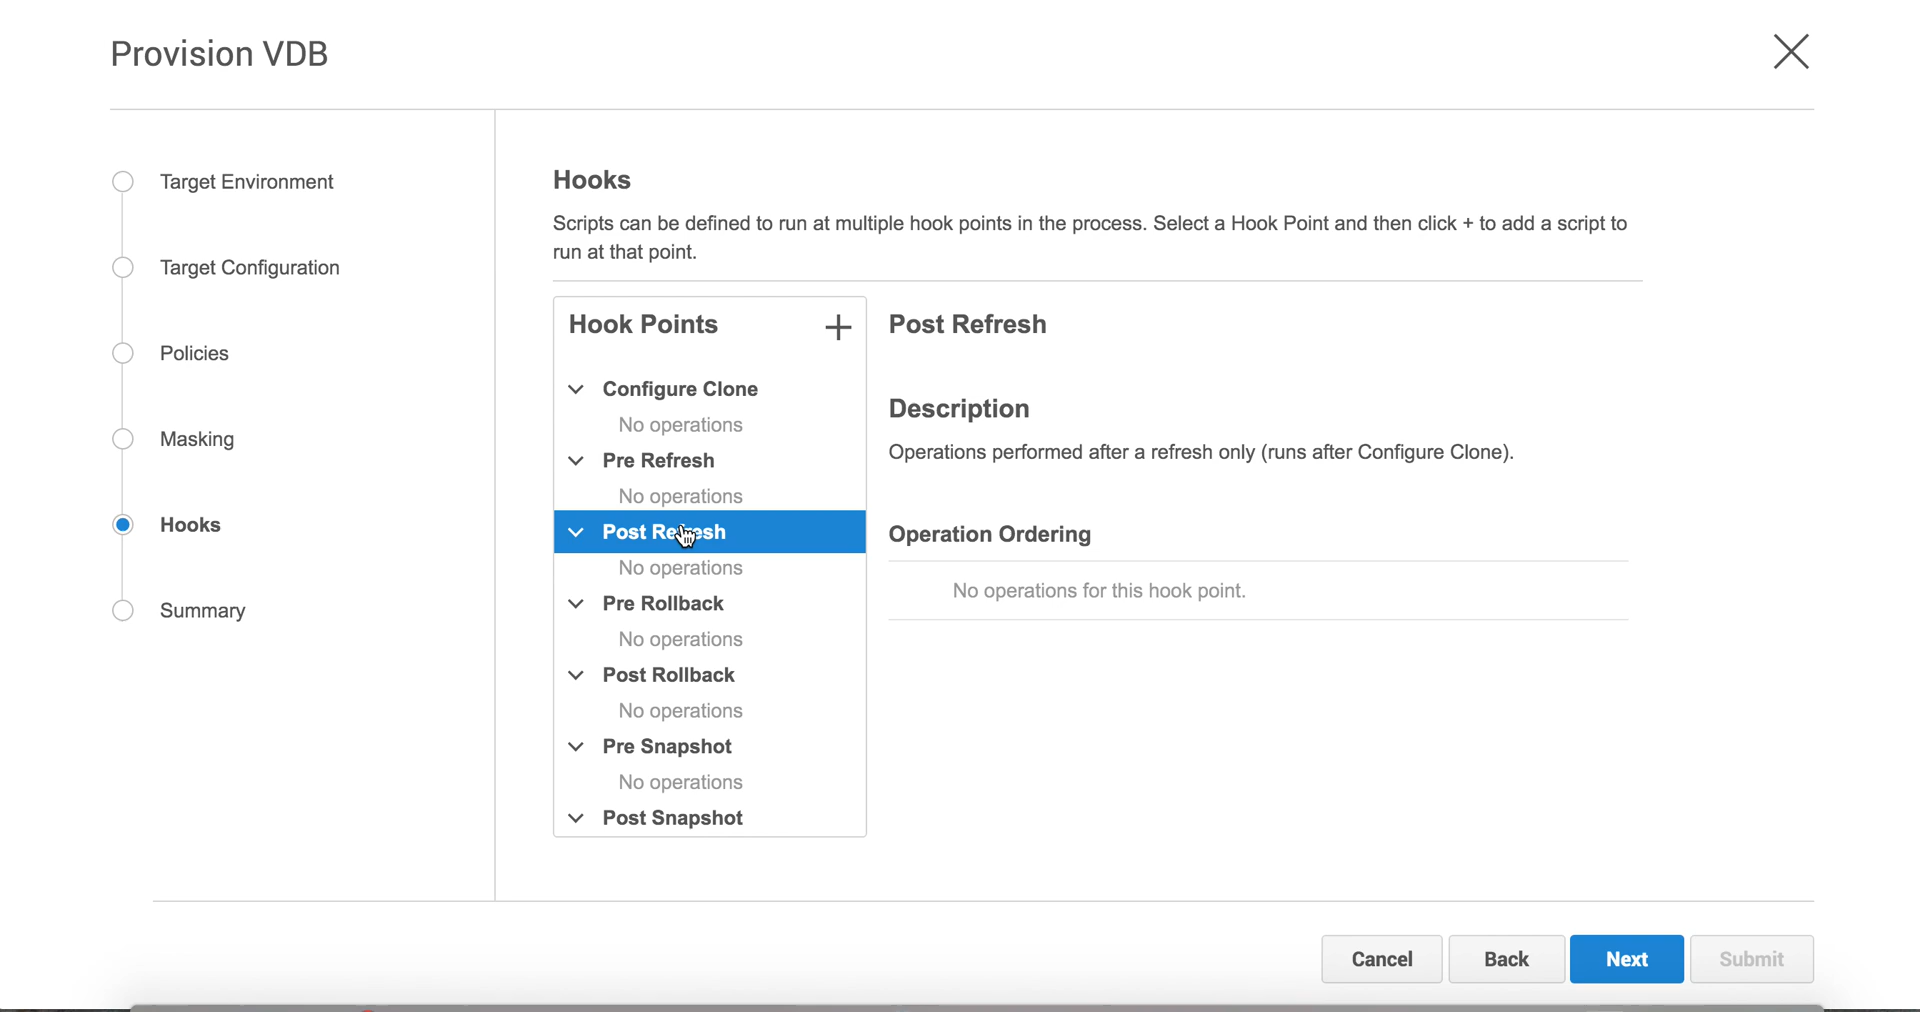 Provision VDB
Target Environment
Target Configuration
Policies
Masking
Hooks
Summary
Hooks
Scripts can be defined to run at multiple hook points in the process. Select a Hook Point and then click + to add a script to
run at that point.
Hook Points +
Configure Clone
No operations
Pre Refresh
No operations
Post Refresh
No operations
Pre Rollback
No operations
Post Rollback
No operations
Pre Snapshot
No operations
Post Snapshot
Post Refresh
Description
Operations performed after a refresh only (runs after Configure Clone).
Operation Ordering
No operations for this hook point.
Cancel
Back
Next
Submit